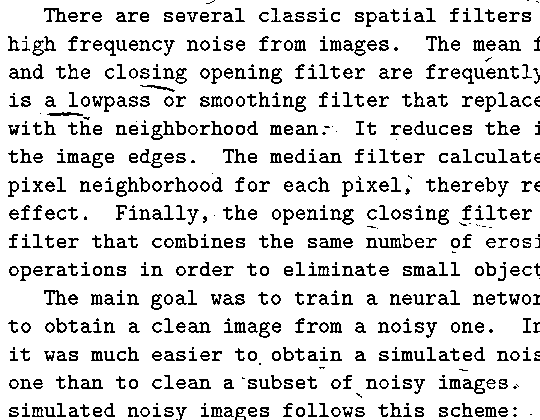 There are several classic spatial filters
high frequency noise from images. The mean f
and the closing opening filter are frequently
is a lowpass or smoothing filter that replace
with the neighborhood mean. It reduces the i
the image edges. The median filter calculate
pixel neighborhood for each pixel, thereby re
effect. Finally, the opening closing filter
filter that combines the same number of erosi
operations in order to eliminate small object
The main goal was to train a neural networ
to obtain a clean image from a noisy one. In
it was much easier to obtain a simulated nois
one than to clean a subset of noisy images.
simulated noisy images follows this scheme: